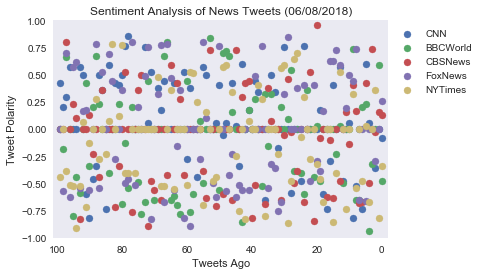 Sentiment Analysis of News Tweets (06/08/2018)
1.00
0.75
0.50
0.25
0.00
−0.25
−0.50
−0.75
−1.00
Tweet Polarity
100 80 60 40 20 0
Tweets Ago
CNN
BBCWorld
CBSNews
FoxNews
NYTimes